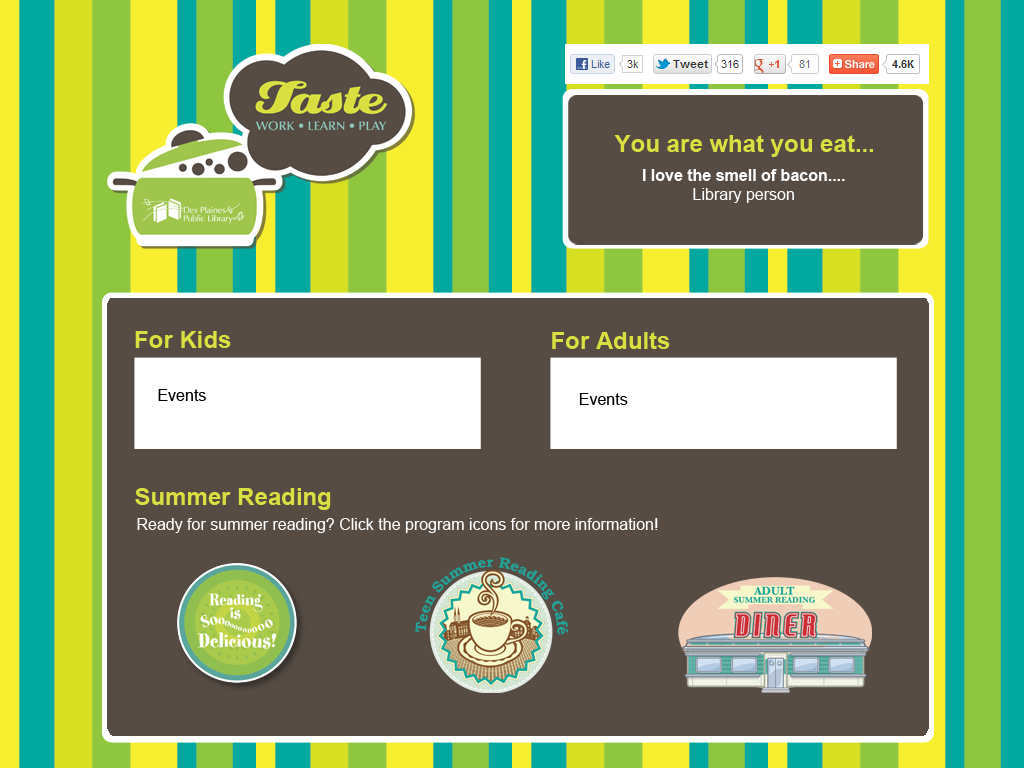 Taste
WORK • LEARN • PLAY
Des Plaines
Public Library
Like 3k Tweet 316 g +1 81 Share 4.6K
You are what you eat...
I love the smell of bacon....
Library person
For Kids
Events
For Adults
Events
Summer Reading
Ready for summer reading? Click the program icons for more information!
Reading
is
Sooooooooooo
Delicious!
Teen Summer Reading Café
ADULT
SUMMER READING
DINER